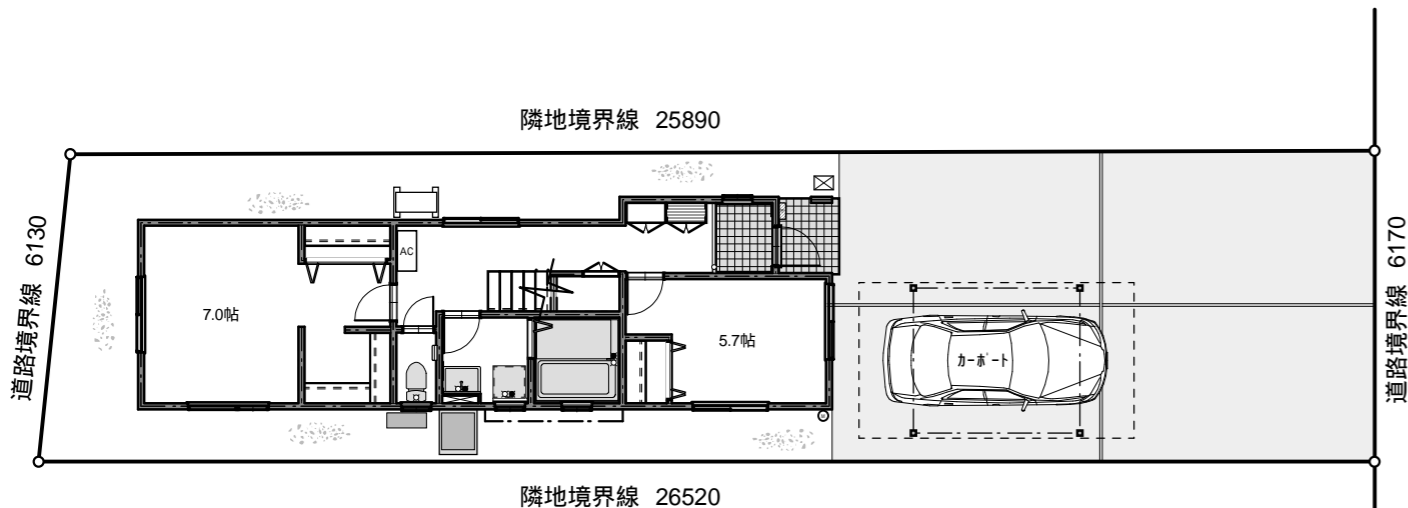 隣地境界線 25890
道路境界線 6130
AC
7.0帖
5.7帖
カーポート
道路境界線 6170
隣地境界線 26520